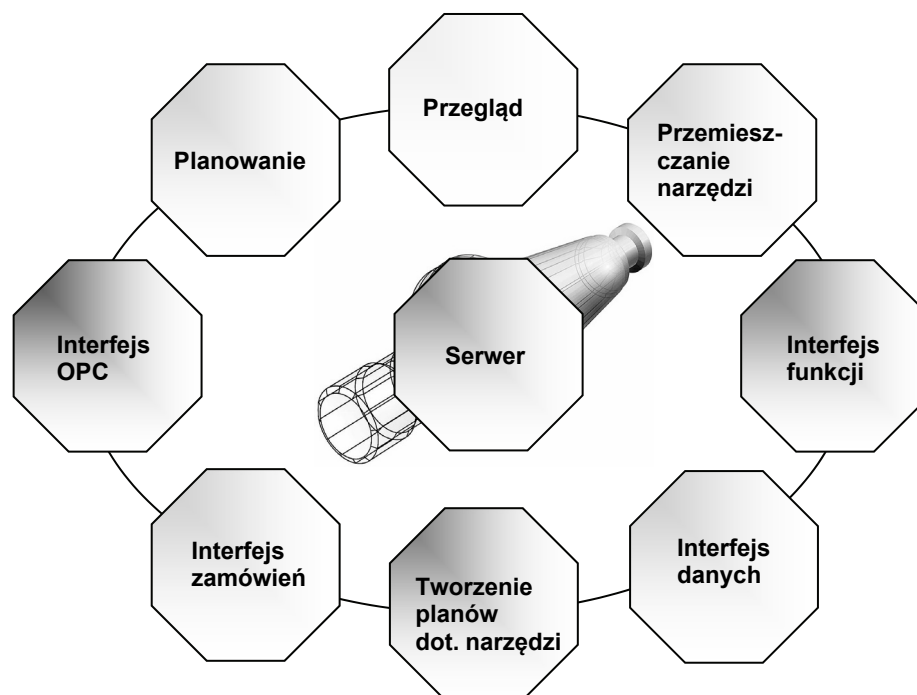 Przegląd
Planowanie
Przemiesz-
czanie
narzędzi
Interfejs
OPC
Serwer
Interfejs
funkcji
Interfejs
zamówień
Tworzenie
planów
dot. narzędzi
Interfejs
danych